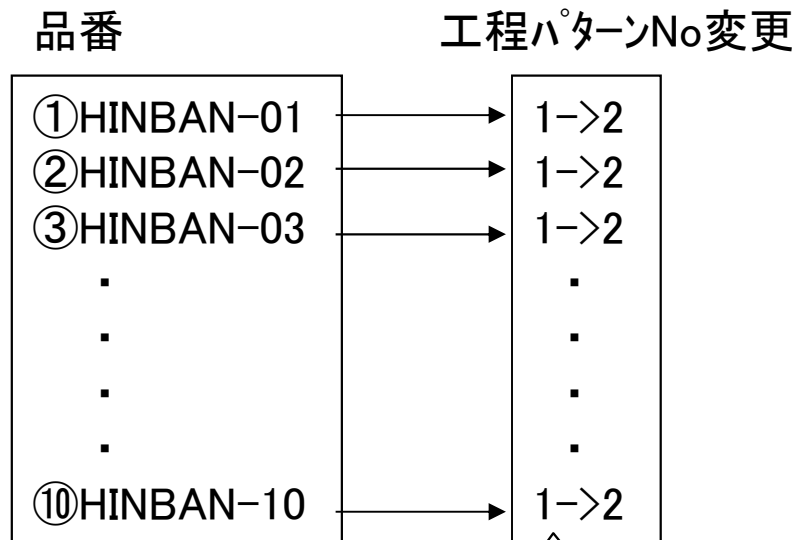 品番 工程ﾊﾟﾀｰﾝNo変更
①HINBAN-01 1->2
②HINBAN-02 1->2
③HINBAN-03 1->2
・ ・
・ ・
・ ・
・ ・
⑩HINBAN-10 1->2